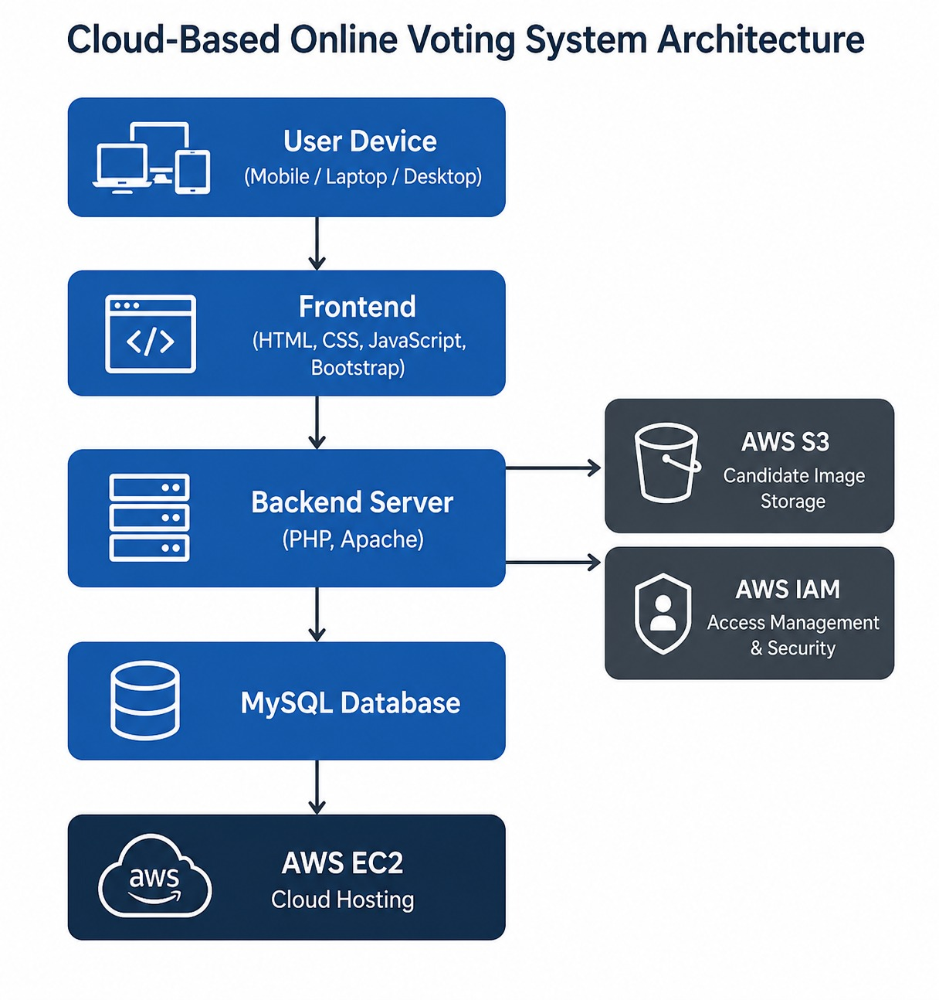 Cloud-Based Online Voting System Architecture
User Device
(Mobile / Laptop / Desktop)
Frontend
(HTML, CSS, JavaScript,
Bootstrap)
Backend Server
(PHP, Apache)
AWS S3
Candidate Image
Storage
AWS IAM
Access Management
& Security
MySQL Database
aws
AWS EC2
Cloud Hosting